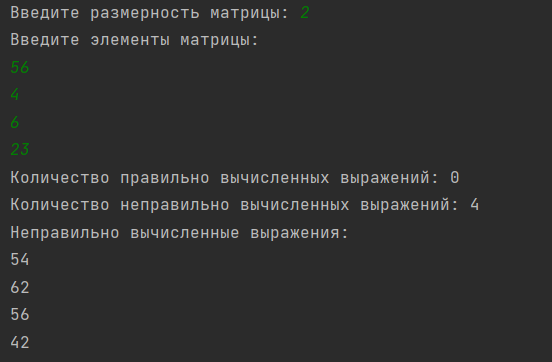 Введите размерность матрицы: 2
Введите элементы матрицы:
56
4
6
23
Количество правильно вычисленных выражений: 0
Количество неправильно вычисленных выражений: 4
Неправильно вычисленные выражения:
54
62
56
42